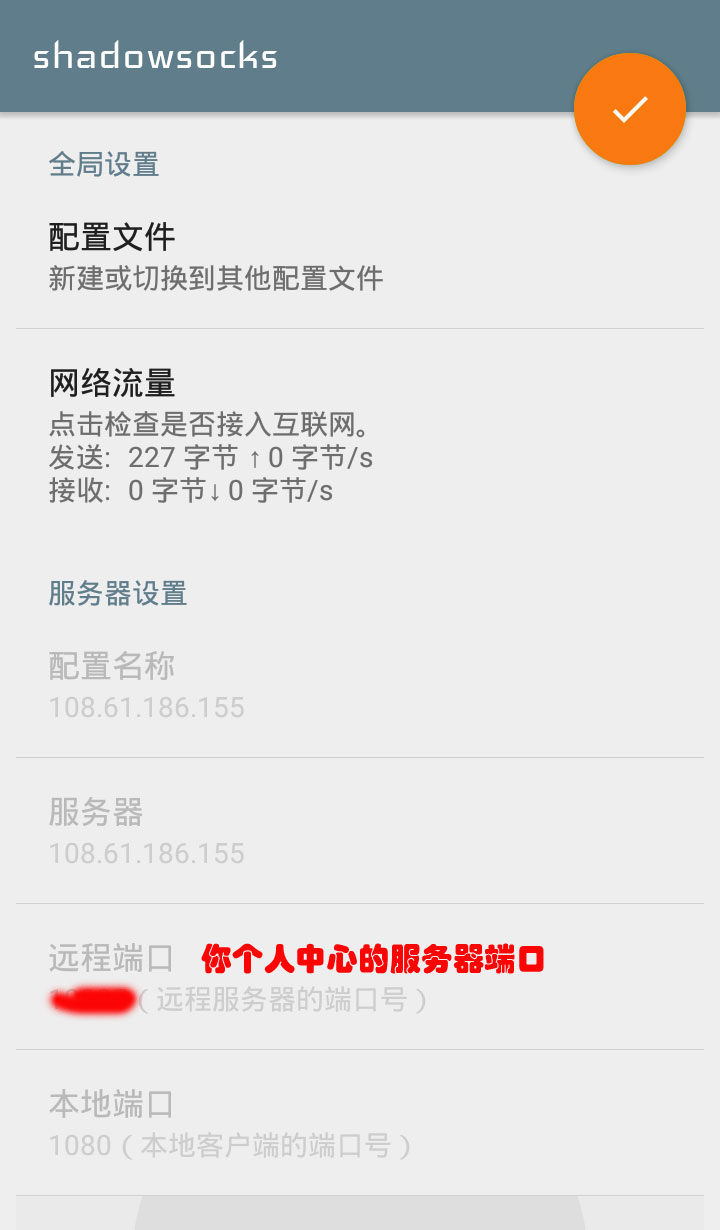 shadowsocks
全局设置
配置文件
新建或切换到其他配置文件
网络流量
点击检查是否接入互联网。
发送: 227 字节 ↑ 0 字节/s
接收: 0 字节↓ 0 字节/s
服务器设置
配置名称
108.61.186.155
服务器
108.61.186.155
远程端口 你个人中心的服务器端口
(远程服务器的端口号)
本地端口
1080 (本地客户端的端口号)